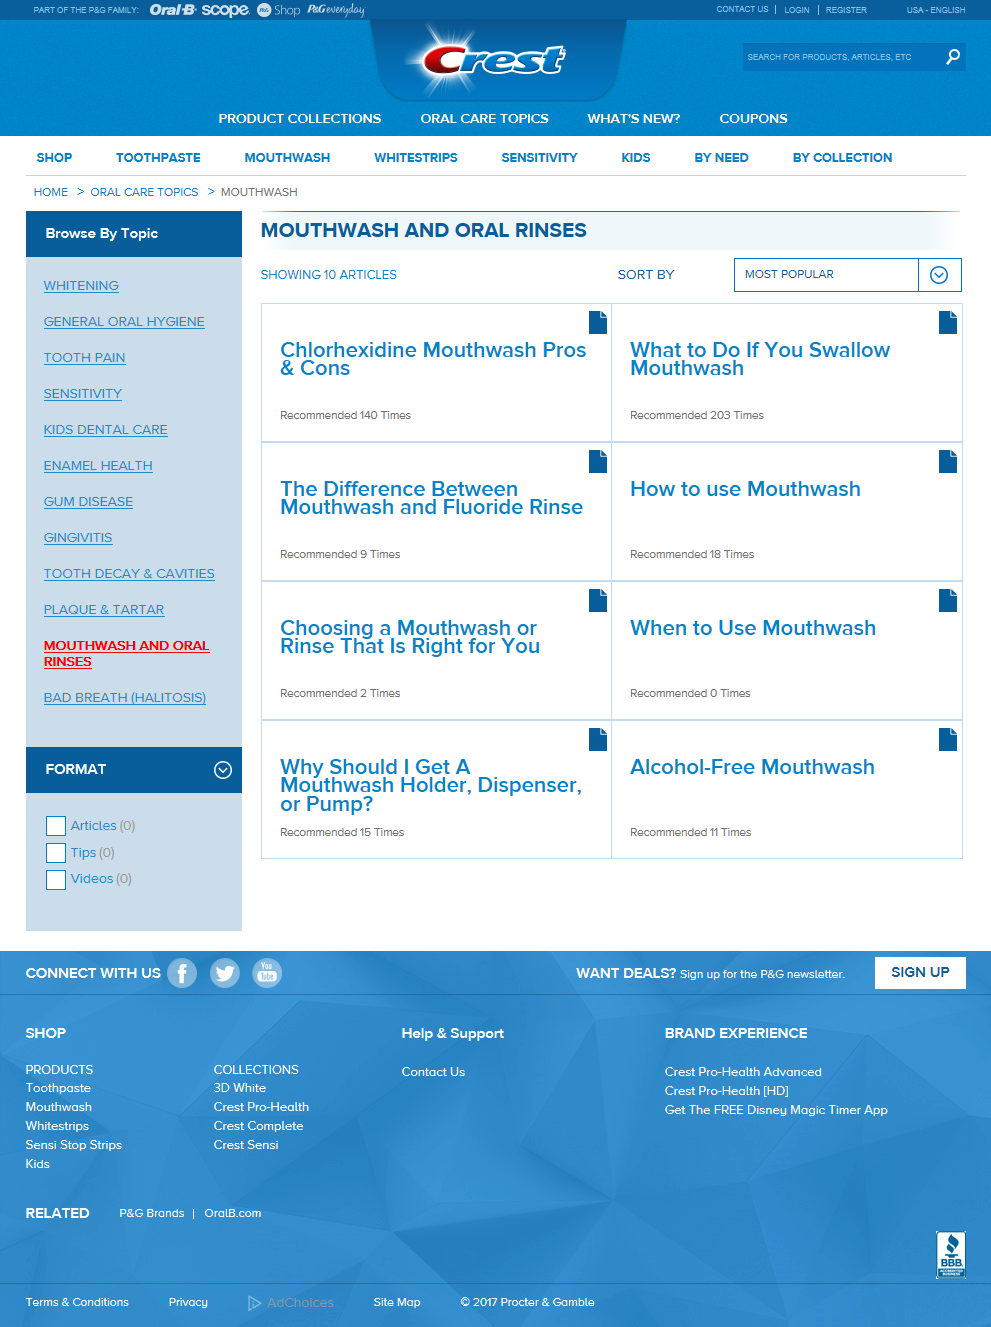 PART OF THE P&G FAMILY: Oral-B scope. P&G Shop P&G everyday CONTACT US | LOGIN | REGISTER USA - ENGLISH
Crest
SEARCH FOR PRODUCTS, ARTICLES, ETC
PRODUCT COLLECTIONS ORAL CARE TOPICS WHAT'S NEW? COUPONS
SHOP TOOTHPASTE MOUTHWASH WHITESTRIPS SENSITIVITY KIDS BY NEED BY COLLECTION
HOME > ORAL CARE TOPICS > MOUTHWASH
Browse By Topic
WHITENING
GENERAL ORAL HYGIENE
TOOTH PAIN
SENSITIVITY
KIDS DENTAL CARE
ENAMEL HEALTH
GUM DISEASE
GINGIVITIS
TOOTH DECAY & CAVITIES
PLAQUE & TARTAR
MOUTHWASH AND ORAL
RINSES
BAD BREATH (HALITOSIS)
FORMAT
Articles (0)
Tips (0)
Videos (0)
MOUTHWASH AND ORAL RINSES
SHOWING 10 ARTICLES SORT BY MOST POPULAR
Chlorhexidine Mouthwash Pros
& Cons
Recommended 140 Times
What to Do If You Swallow
Mouthwash
Recommended 203 Times
The Difference Between
Mouthwash and Fluoride Rinse
Recommended 9 Times
How to use Mouthwash
Recommended 18 Times
Choosing a Mouthwash or
Rinse That Is Right for You
Recommended 2 Times
When to Use Mouthwash
Recommended 0 Times
Why Should I Get A
Mouthwash Holder, Dispenser,
or Pump?
Recommended 15 Times
Alcohol-Free Mouthwash
Recommended 11 Times
CONNECT WITH US f You Tube WANT DEALS? Sign up for the P&G newsletter. SIGN UP
SHOP
PRODUCTS
Toothpaste
Mouthwash
Whitestrips
Sensi Stop Strips
Kids
COLLECTIONS
3D White
Crest Pro-Health
Crest Complete
Crest Sensi
Help & Support
Contact Us
BRAND EXPERIENCE
Crest Pro-Health Advanced
Crest Pro-Health [HD]
Get The FREE Disney Magic Timer App
RELATED P&G Brands | OralB.com
BBB.
ACCREDITED
BUSINESS
Terms & Conditions Privacy AdChoices Site Map © 2017 Procter & Gamble